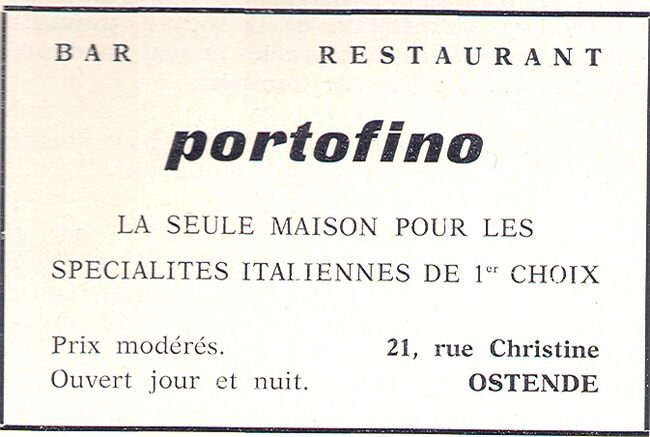 BAR RESTAURANT
portofino
LA SEULE MAISON POUR LES
SPECIALITES ITALIENNES DE 1er CHOIX
Prix modérés. 21, rue Christine
Ouvert jour et nuit. OSTENDE